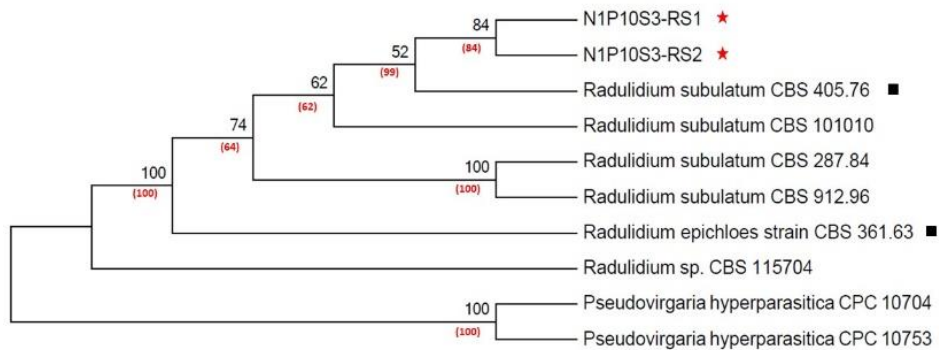 84 N1P10S3-RS1
52 (84) N1P10S3-RS2
62 (99) Radulidium subulatum CBS 405.76
74 (62) Radulidium subulatum CBS 101010
100 (64) 100 Radulidium subulatum CBS 287.84
(100) (100) Radulidium subulatum CBS 912.96
Radulidium epichloes strain CBS 361.63
Radulidium sp. CBS 115704
100 Pseudovirgaria hyperparasitica CPC 10704
(100) Pseudovirgaria hyperparasitica CPC 10753